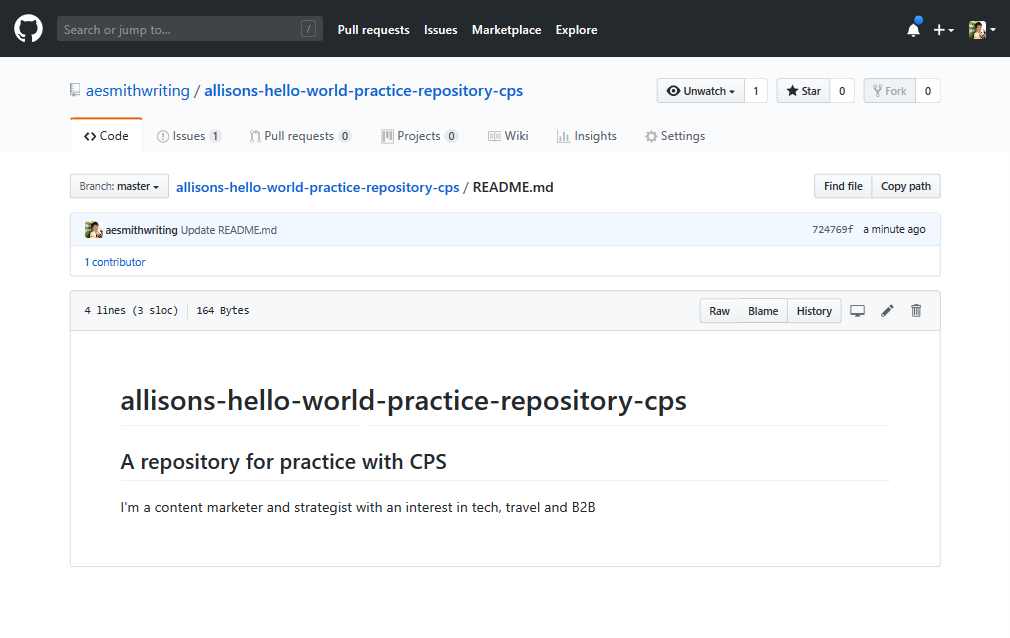 Search or jump to... /
Pull requests Issues Marketplace Explore
aesmithwriting / allisons-hello-world-practice-repository-cps
Unwatch 1 Star 0 Fork 0
Code Issues 1 Pull requests 0 Projects 0 Wiki Insights Settings
Branch: master allisons-hello-world-practice-repository-cps / README.md Find file Copy path
aesmithwriting Update README.md 724769f a minute ago
1 contributor
4 lines (3 sloc) 164 Bytes Raw Blame History
allisons-hello-world-practice-repository-cps
A repository for practice with CPS
I'm a content marketer and strategist with an interest in tech, travel and B2B